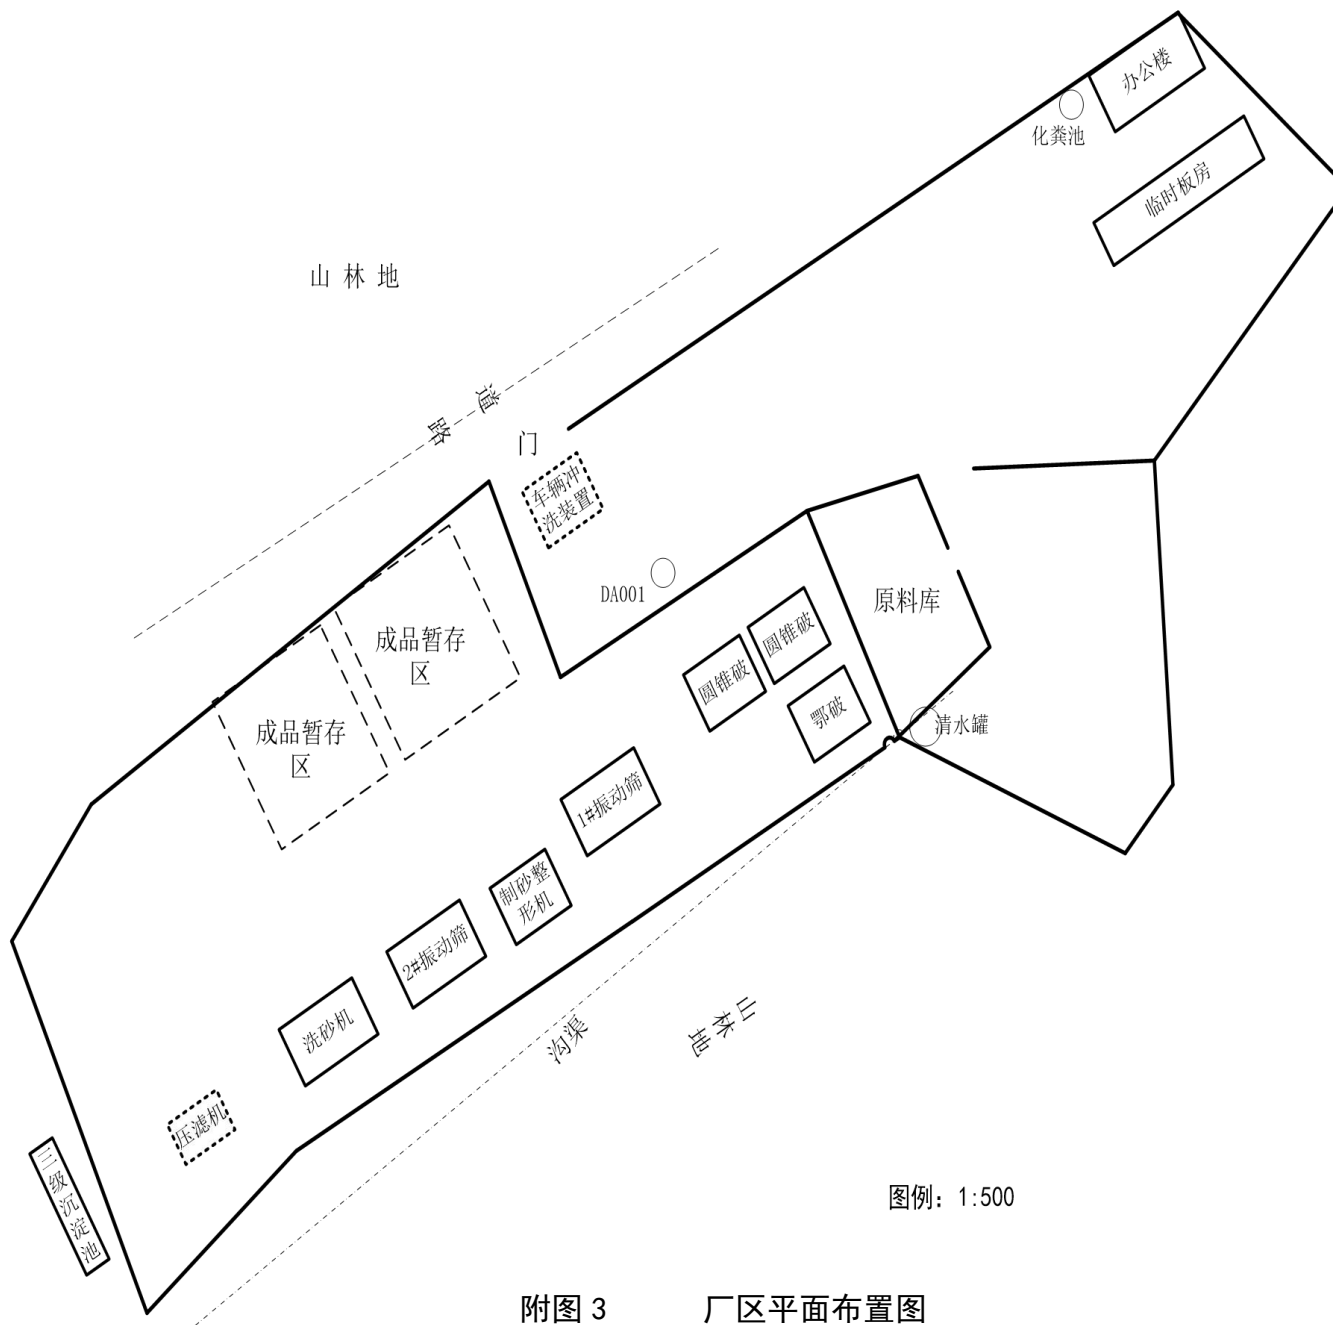 办公楼
化粪池
临时板房
山 林 地
道
路
门
车辆冲
洗装置
DA001
原料库
圆锥破
圆锥破
鄂破
清水罐
成品暂存
区
成品暂存
区
1#振动筛
制砂整
形机
2#振动筛
洗砂机
压滤机
三级沉淀池
沟渠
山林
地
图例：1:500
附图 3 厂区平面布置图